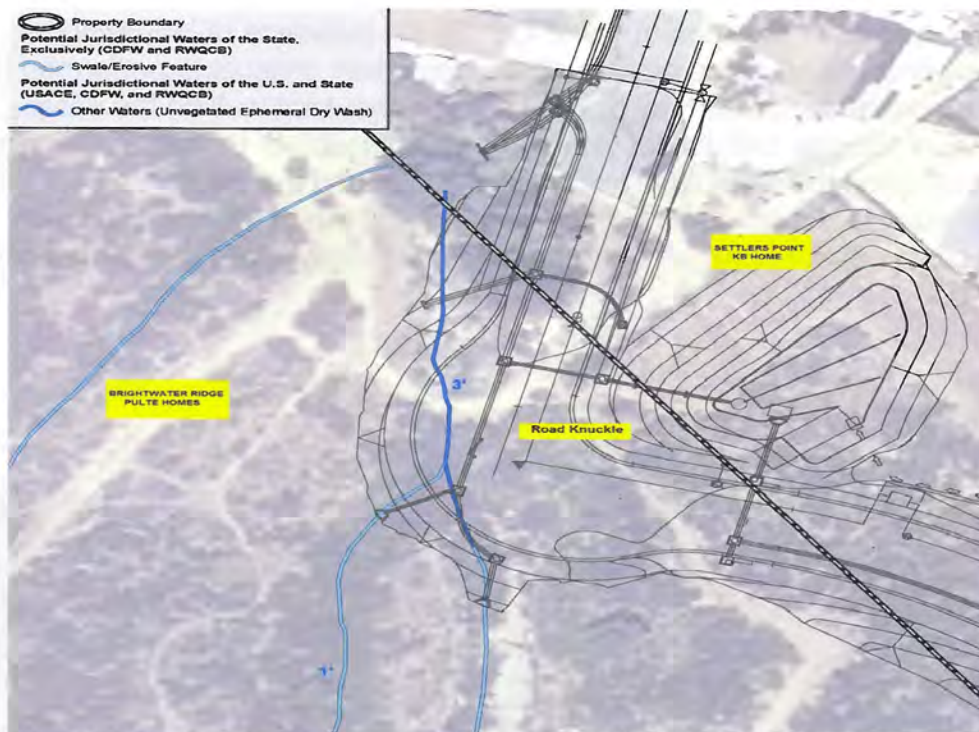 Property Boundary
Potential Jurisdictional Waters of the State,
Exclusively (CDFW and RWQCB)
Swale/Erosive Feature
Potential Jurisdictional Waters of the U.S. and State
(USACE, CDFW, and RWQCB)
Other Waters (Unvegetated Ephemeral Dry Wash)
SETTLERS POINT
KB HOME
BRIGHTWATER RIDGE
PULTE HOMES
3'
Road Knuckle
1'